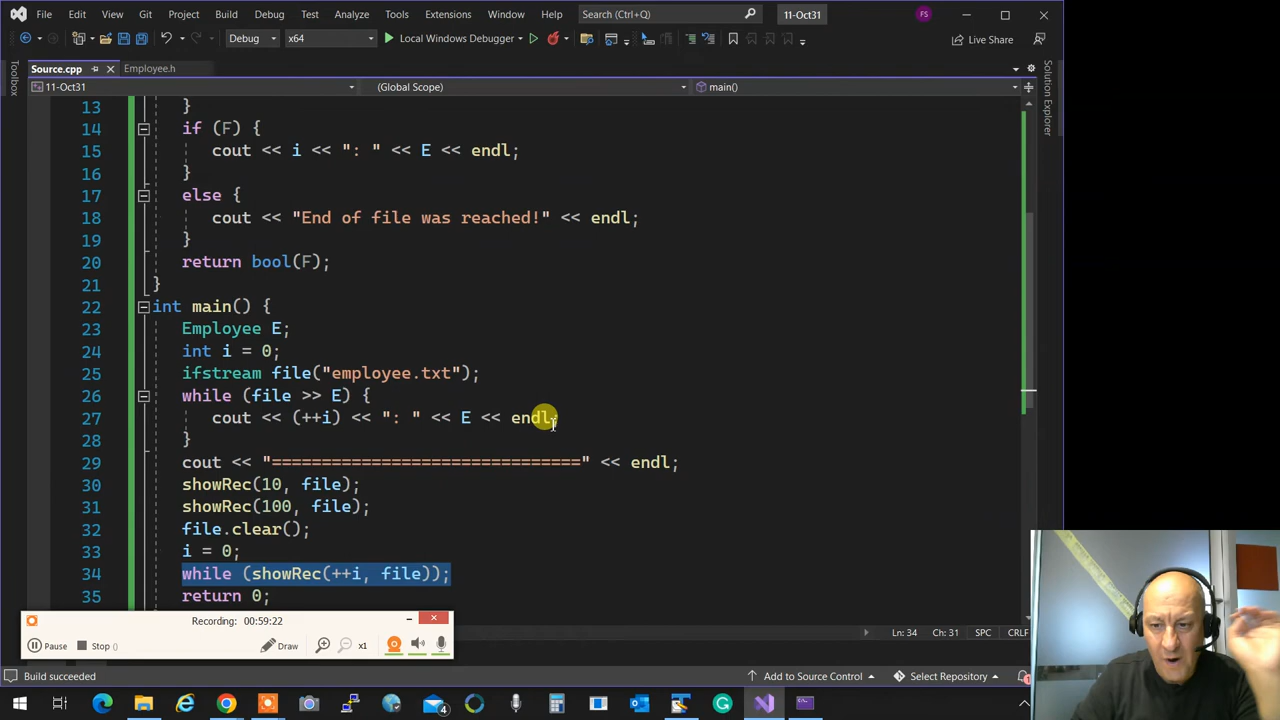 File Edit View Git Project Build Debug Test Analyze Tools Extensions Window Help Search (Ctrl+Q) 11-Oct31 FS
Debug x64 Local Windows Debugger Live Share
Toolbox
Source.cpp Employee.h
11-Oct31 (Global Scope) main()
Solution Explorer
13 }
14 if (F) {
15 cout << i << ": " << E << endl;
16 }
17 else {
18 cout << "End of file was reached!" << endl;
19 }
20 return bool(F);
21 }
22 int main() {
23 Employee E;
24 int i = 0;
25 ifstream file("employee.txt");
26 while (file >> E) {
27 cout << (++i) << ": " << E << endl;
28 }
29 cout << "===============================" << endl;
30 showRec(10, file);
31 showRec(100, file);
32 file.clear();
33 i = 0;
34 while (showRec(++i, file));
35 return 0;
Recording: 00:59:22
Pause Stop () Draw x1
Ln: 34 Ch: 31 SPC CRLF
Build succeeded Add to Source Control Select Repository 1
4